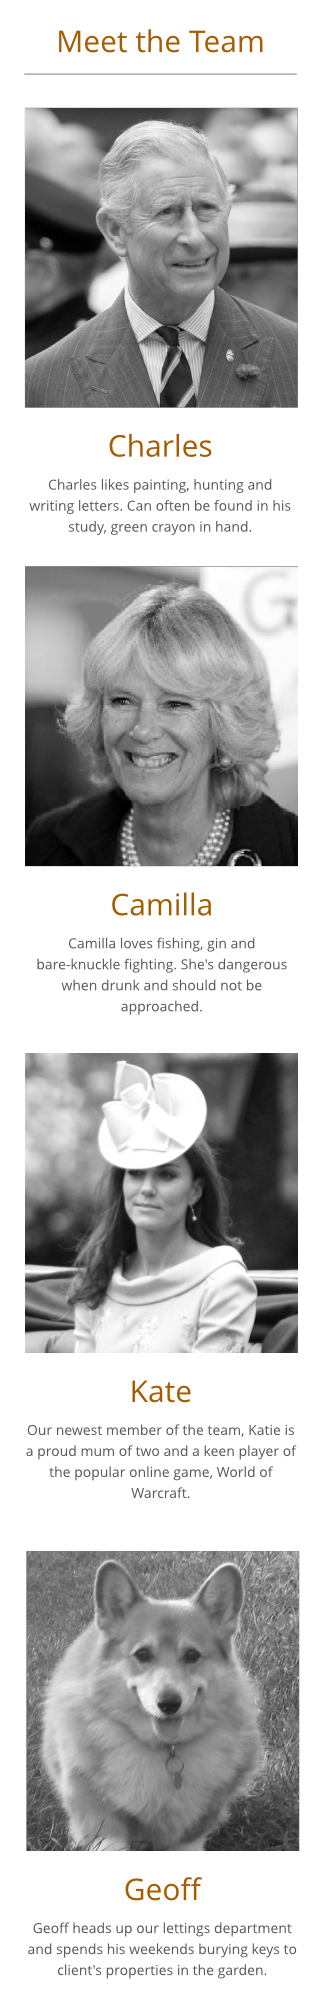 Meet the Team
Charles
Charles likes painting, hunting and
writing letters. Can often be found in his
study, green crayon in hand.
G
Camilla
Camilla loves fishing, gin and
bare-knuckle fighting. She's dangerous
when drunk and should not be
approached.
Kate
Our newest member of the team, Katie is
a proud mum of two and a keen player of
the popular online game, World of
Warcraft.
Geoff
Geoff heads up our lettings department
and spends his weekends burying keys to
client's properties in the garden.